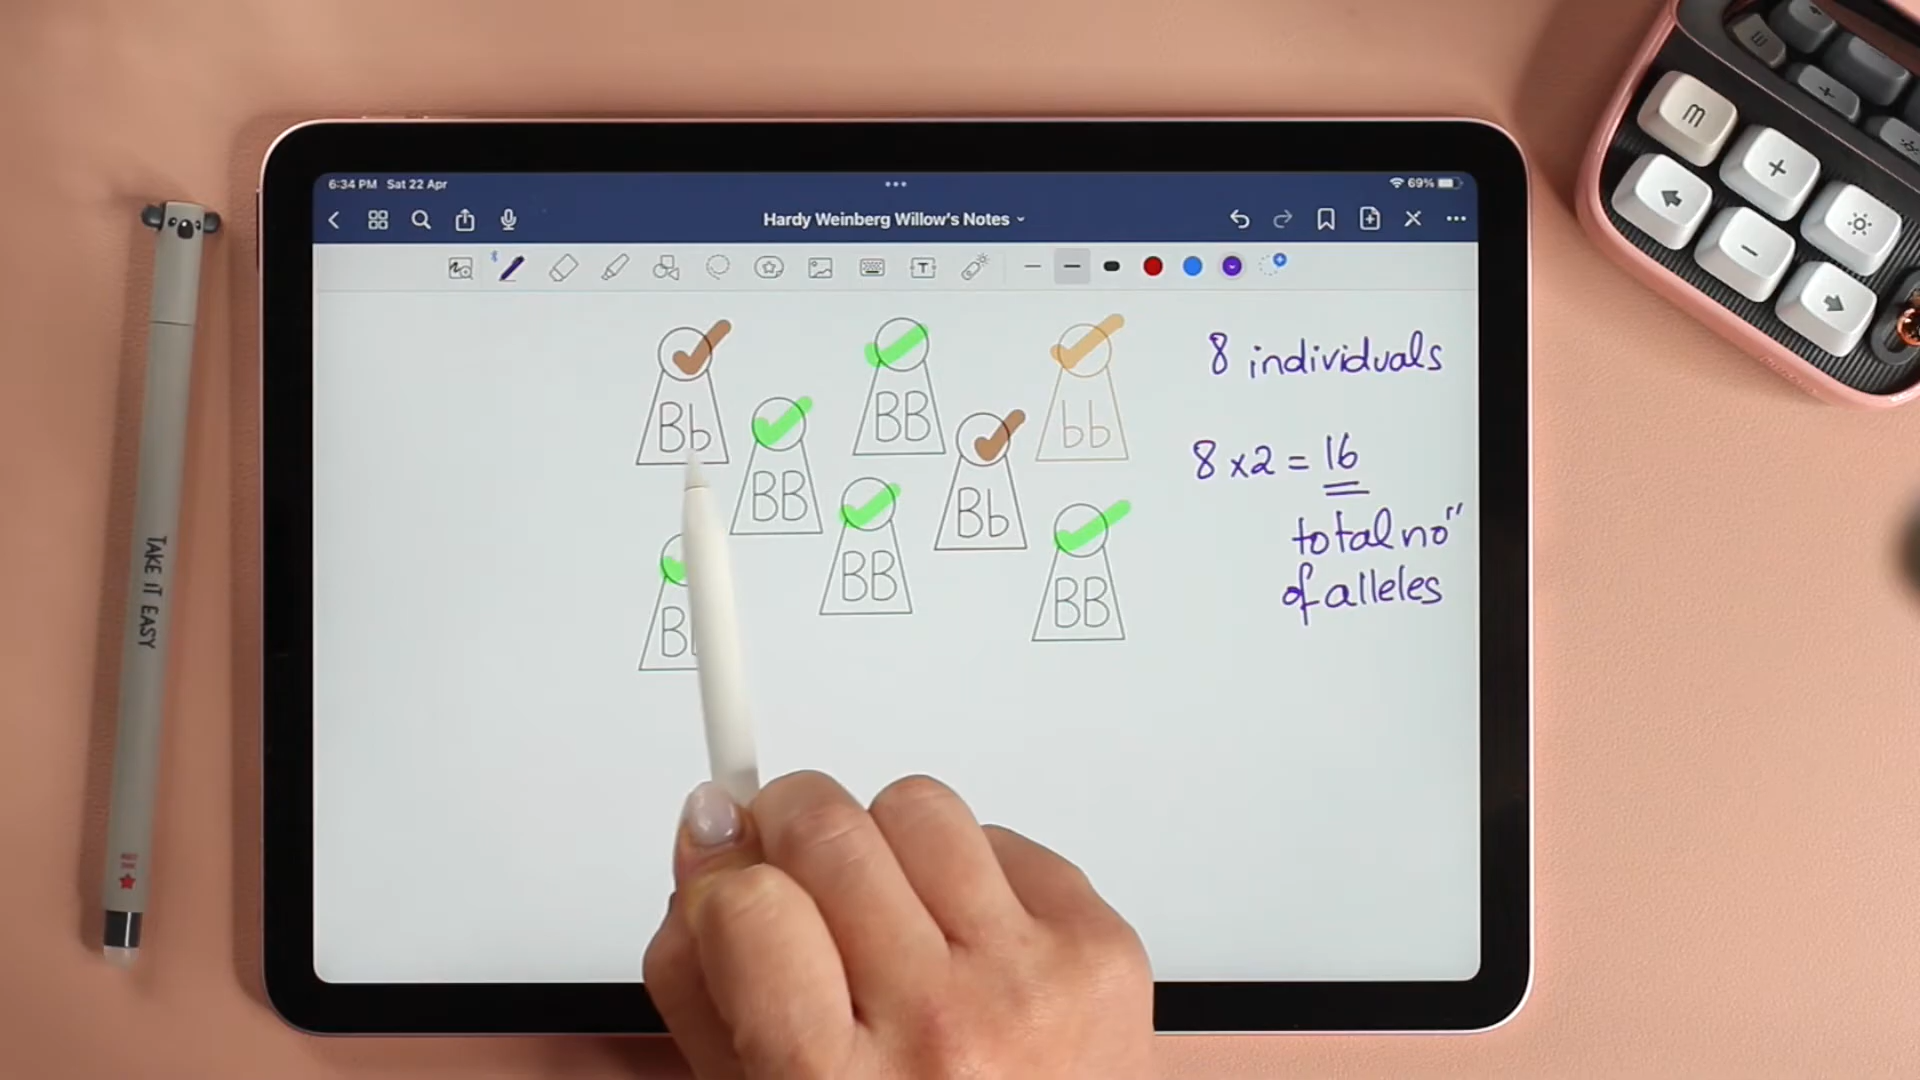 6:34 PM Sat 22 Apr
69%
Hardy Weinberg Willow's Notes
T
Bb
BB
bb
BB
Bb
BB
BB
8 individuals
8 x2 = 16
total no"
of alleles
TAKE IT EASY
m